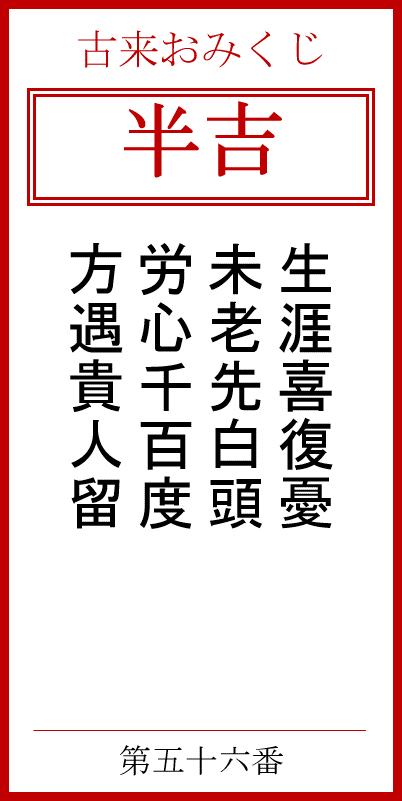 古来おみくじ
半吉
生涯喜復憂
未老先白頭
労心千百度
方遇貴人留
第五十六番